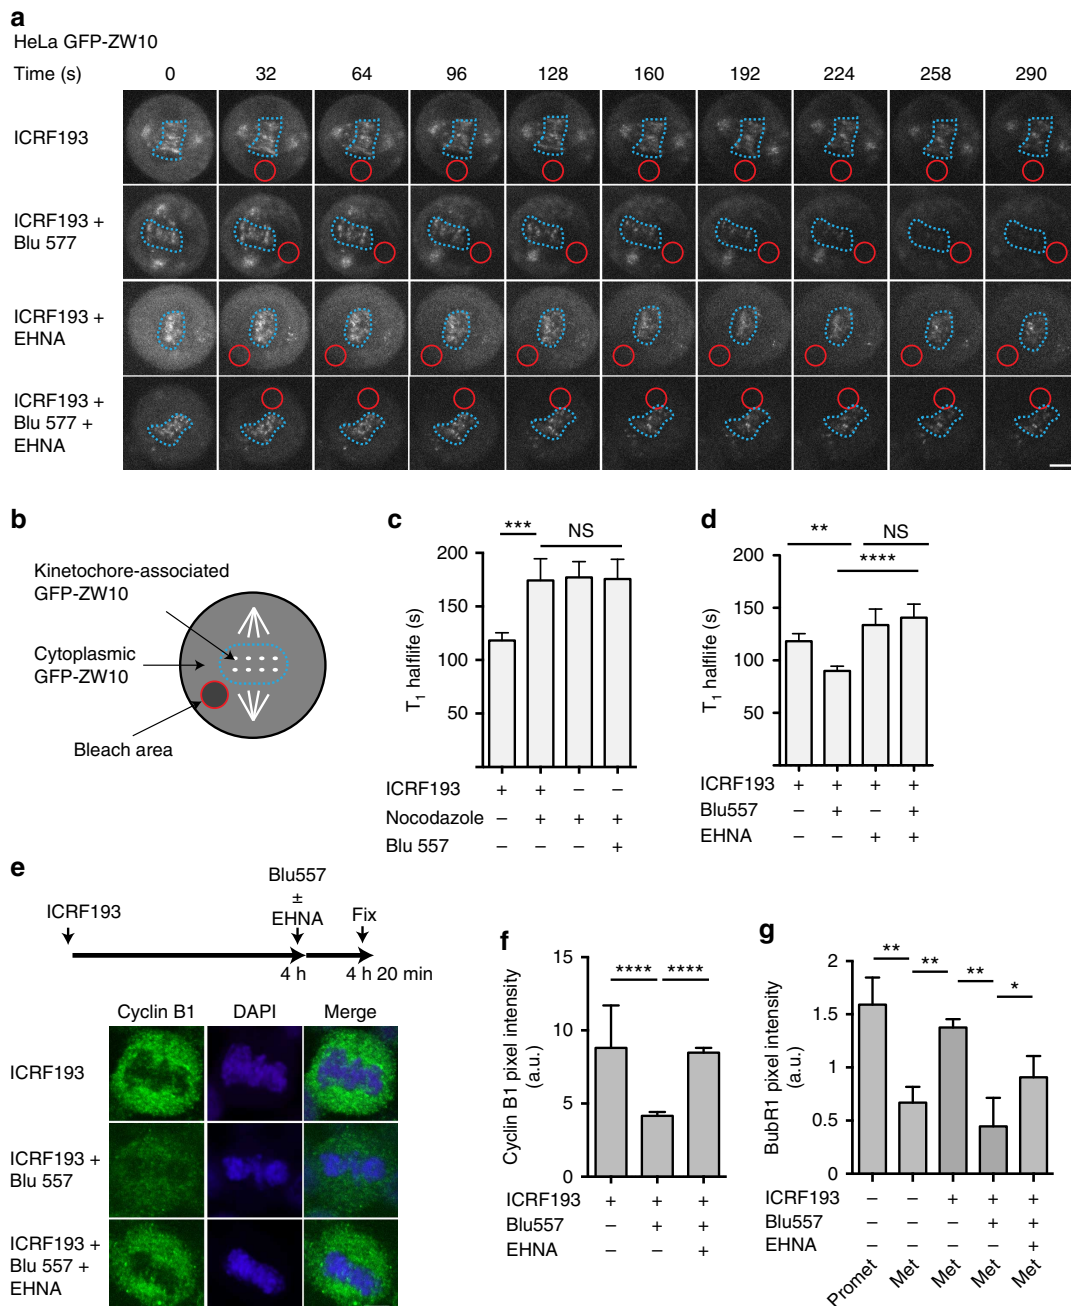 a
HeLa GFP-ZW10
Time (s) 0 32 64 96 128 160 192 224 258 290
ICRF193
ICRF193 +
Blu 577
ICRF193 +
EHNA
ICRF193 +
Blu 577 +
EHNA
b
Kinetochore-associated
GFP-ZW10
Cytoplasmic
GFP-ZW10
Bleach area
c
*** NS
200
150
100
50
T1 halflife (s)
ICRF193 + + – –
Nocodazole – + + +
Blu 557 – – – +
d
** NS
****
200
150
100
50
T1 halflife (s)
ICRF193 + + + +
Blu557 – + – +
EHNA – – + +
e
ICRF193
Blu557
±
EHNA
Fix
4 h 4 h 20 min
Cyclin B1 DAPI Merge
ICRF193
ICRF193 +
Blu 557
ICRF193 +
Blu 557 +
EHNA
f
**** ****
15
10
5
0
Cyclin B1 pixel intensity
(a.u.)
ICRF193 + + +
Blu557 – + +
EHNA – – +
g
** ** ** *
2
1.5
1
0.5
0
BubR1 pixel intensity
(a.u.)
ICRF193 – – + + +
Blu557 – – – + +
EHNA – – – – +
Promet Met Met Met Met